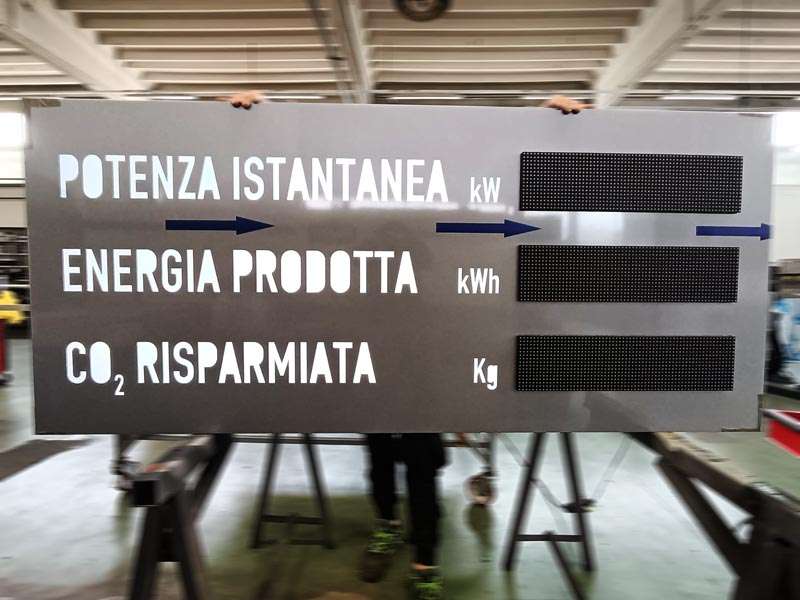 POTENZA ISTANTANEA kW
ENERGIA PRODOTTA kWh
CO₂ RISPARMIATA Kg